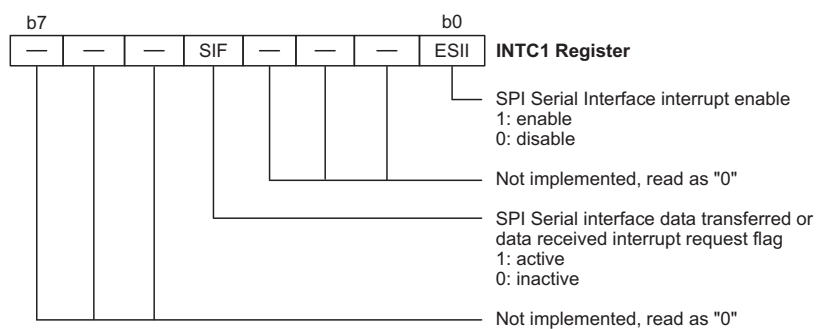 b7 b0
— — — SIF — — — ESII INTC1 Register
SPI Serial Interface interrupt enable
1: enable
0: disable
Not implemented, read as "0"
SPI Serial interface data transferred or
data received interrupt request flag
1: active
0: inactive
Not implemented, read as "0"